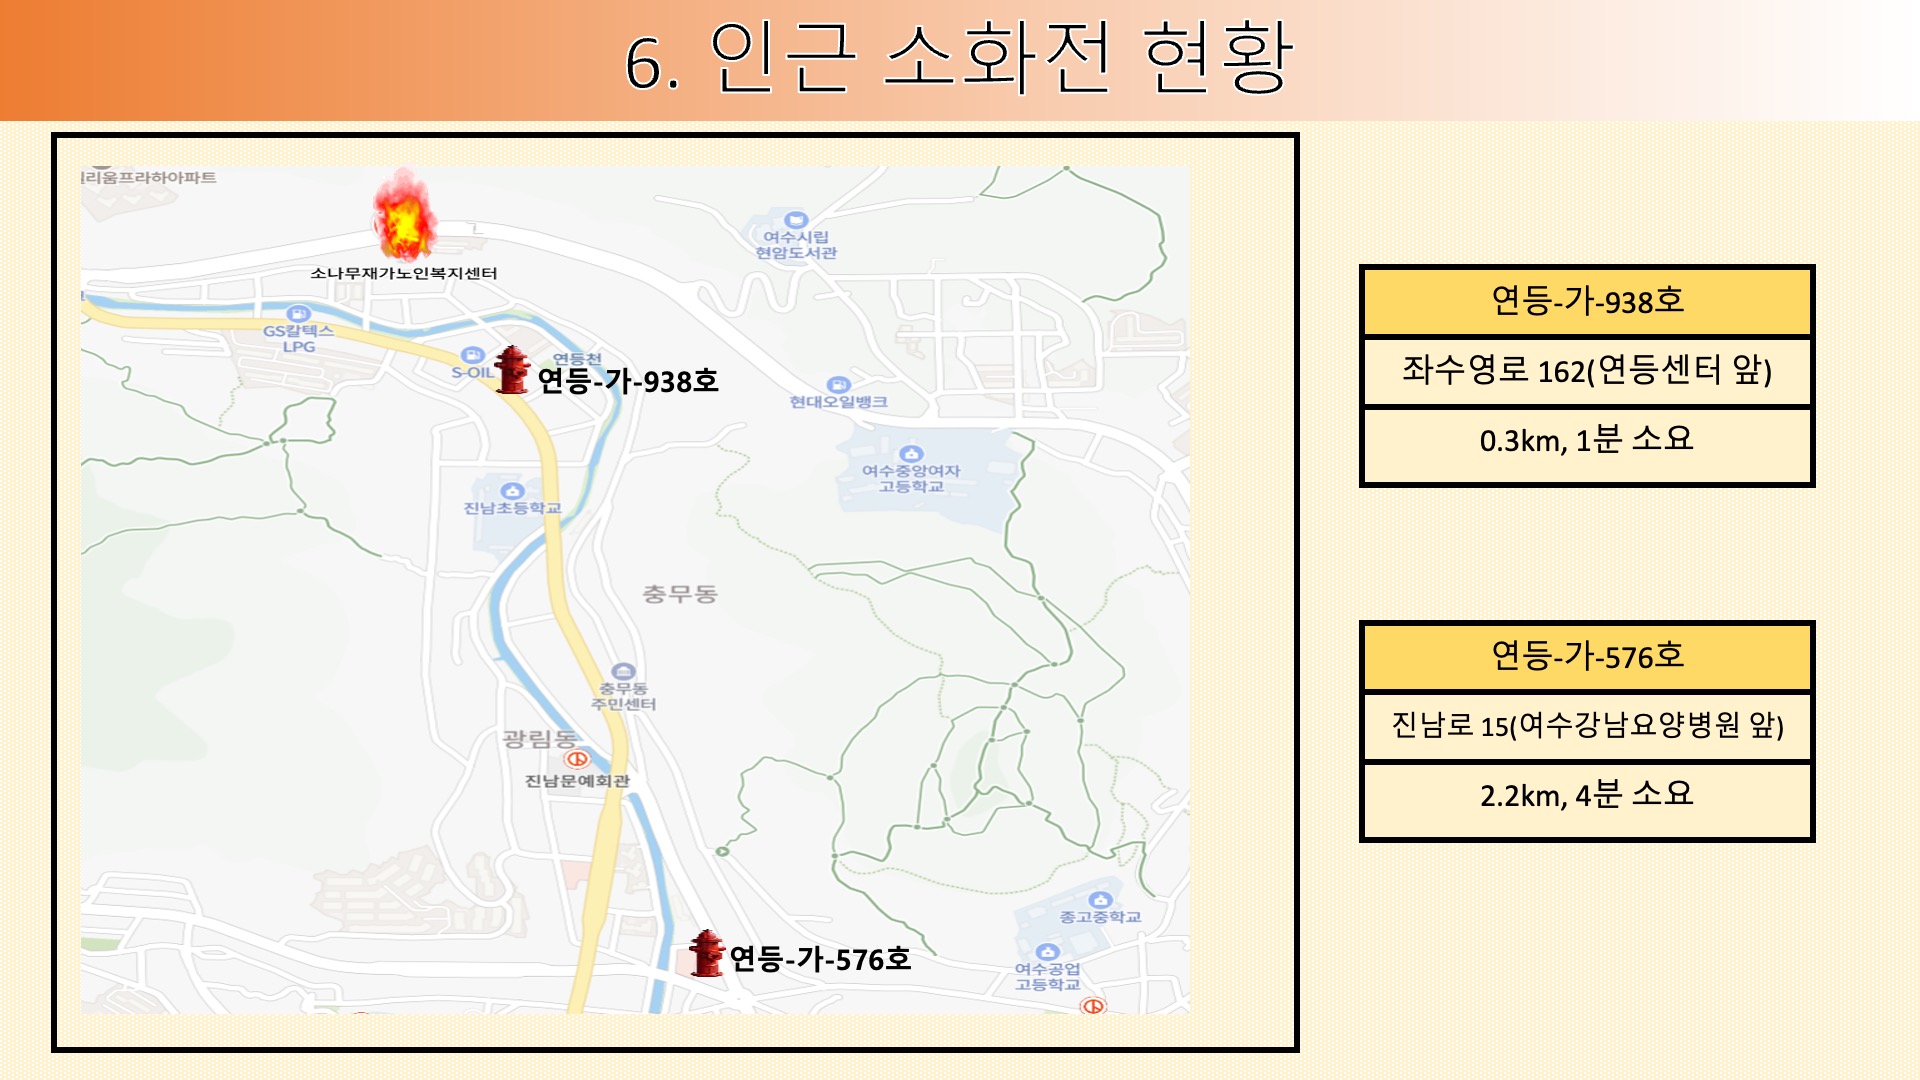 6. 인근 소화전 현황
리움프라하아파트
소나무재가노인복지센터
여수시립
현암도서관
GS칼텍스
LPG
S-OIL
연등천
연등-가-938호
현대오일뱅크
여수중앙여자
고등학교
진남초등학교
충무동
충무동
주민센터
광림동
진남문예회관
연등-가-576호
종고중학교
여수공업
고등학교
연등-가-938호
좌수영로 162(연등센터 앞)
0.3km, 1분 소요
연등-가-576호
진남로 15(여수강남요양병원 앞)
2.2km, 4분 소요